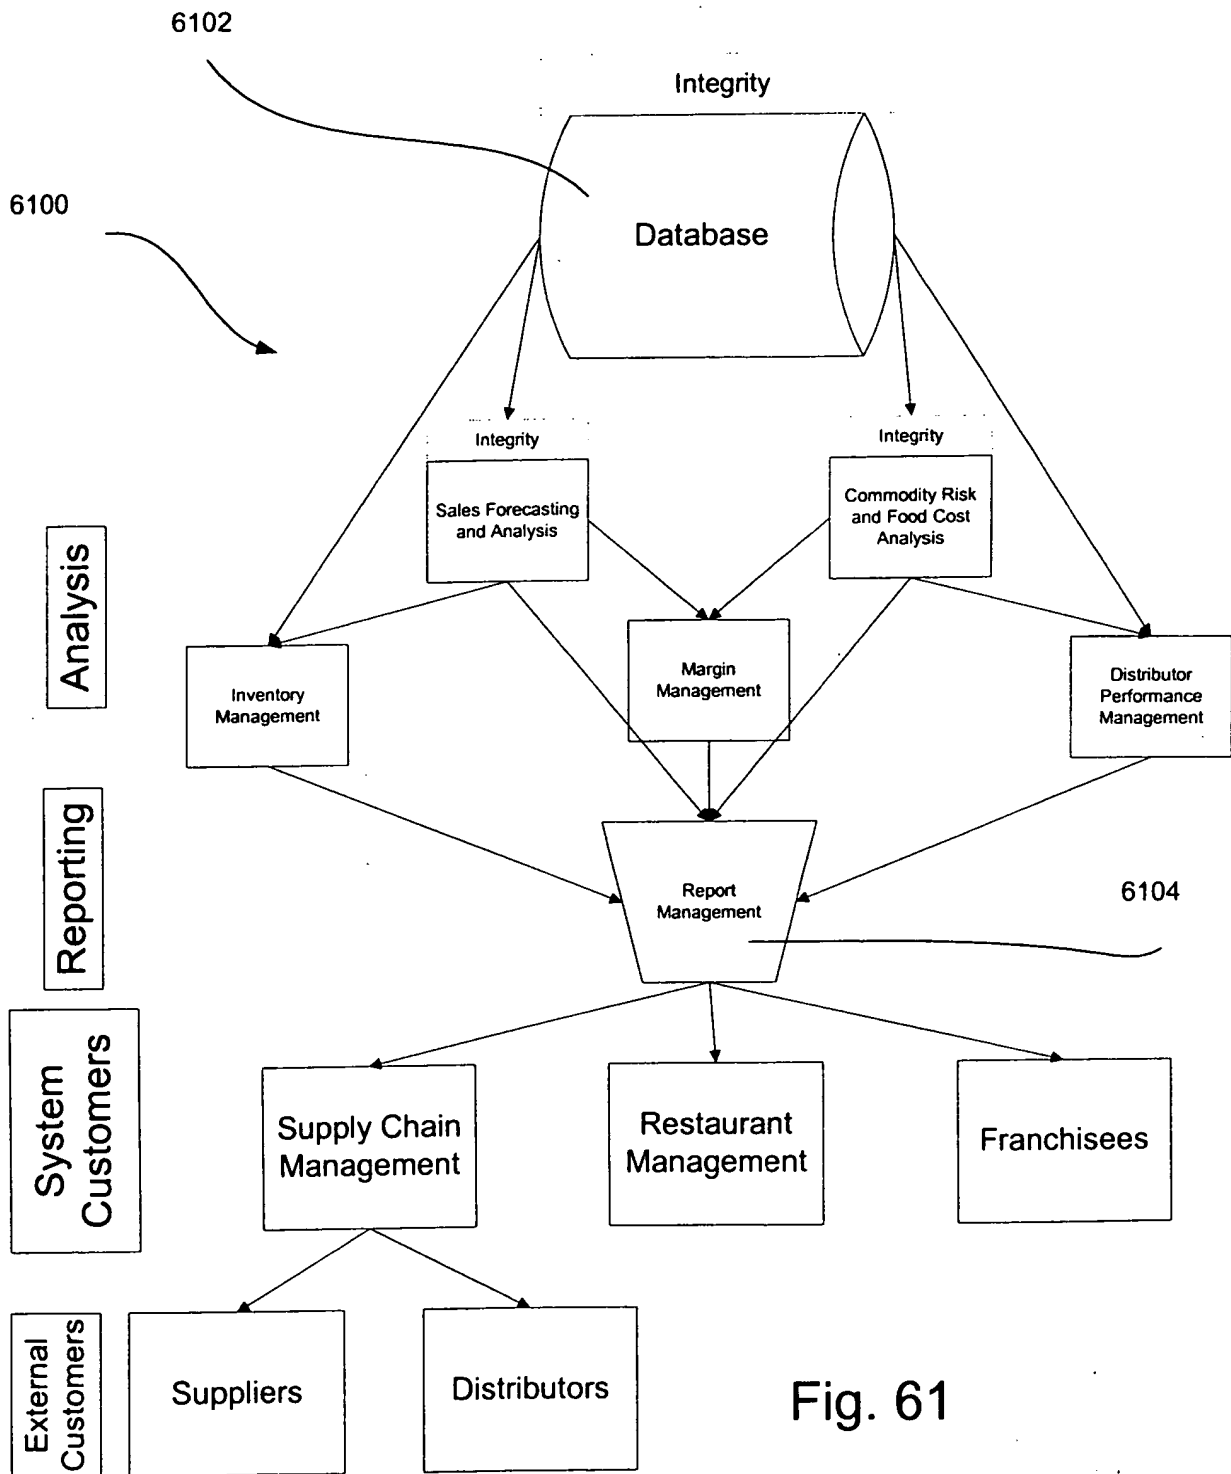 6102
Integrity
6100
Database
Integrity
Sales Forecasting
and Analysis
Integrity
Commodity Risk
and Food Cost
Analysis
Analysis
Inventory
Management
Margin
Management
Distributor
Performance
Management
Reporting
Report
Management
6104
System
Customers
Supply Chain
Management
Restaurant
Management
Franchisees
External
Customers
Suppliers
Distributors
Fig. 61